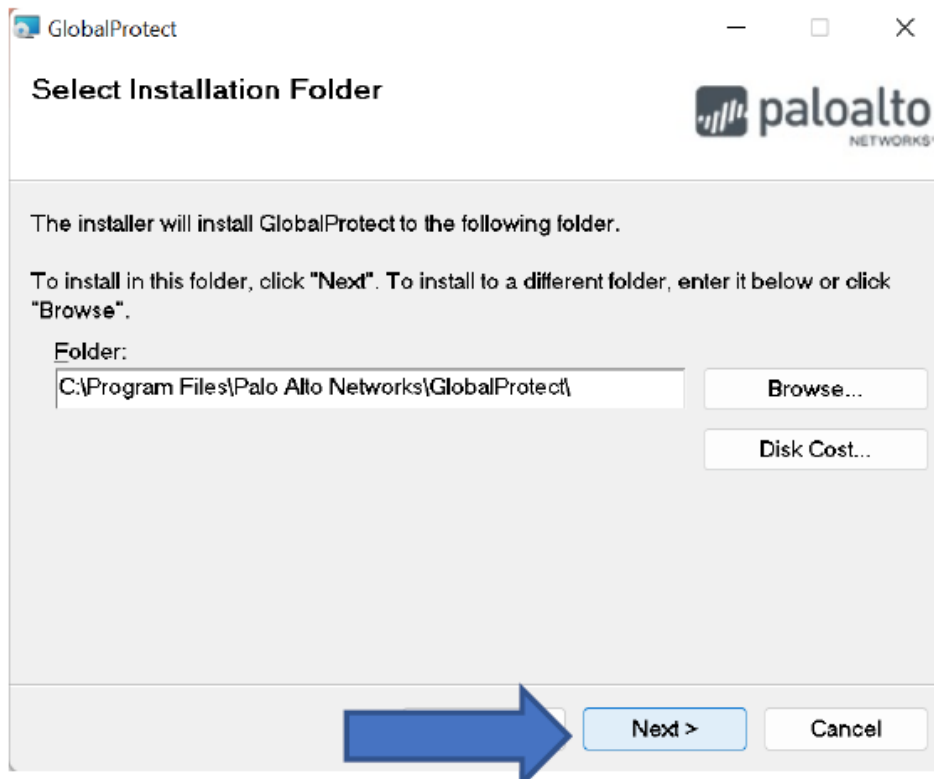 GlobalProtect
Select Installation Folder
paloalto
NETWORKS
The installer will install GlobalProtect to the following folder.
To install in this folder, click "Next". To install to a different folder, enter it below or click
"Browse".
Folder:
C:\Program Files\Palo Alto Networks\GlobalProtect\
Browse...
Disk Cost...
Next >
Cancel